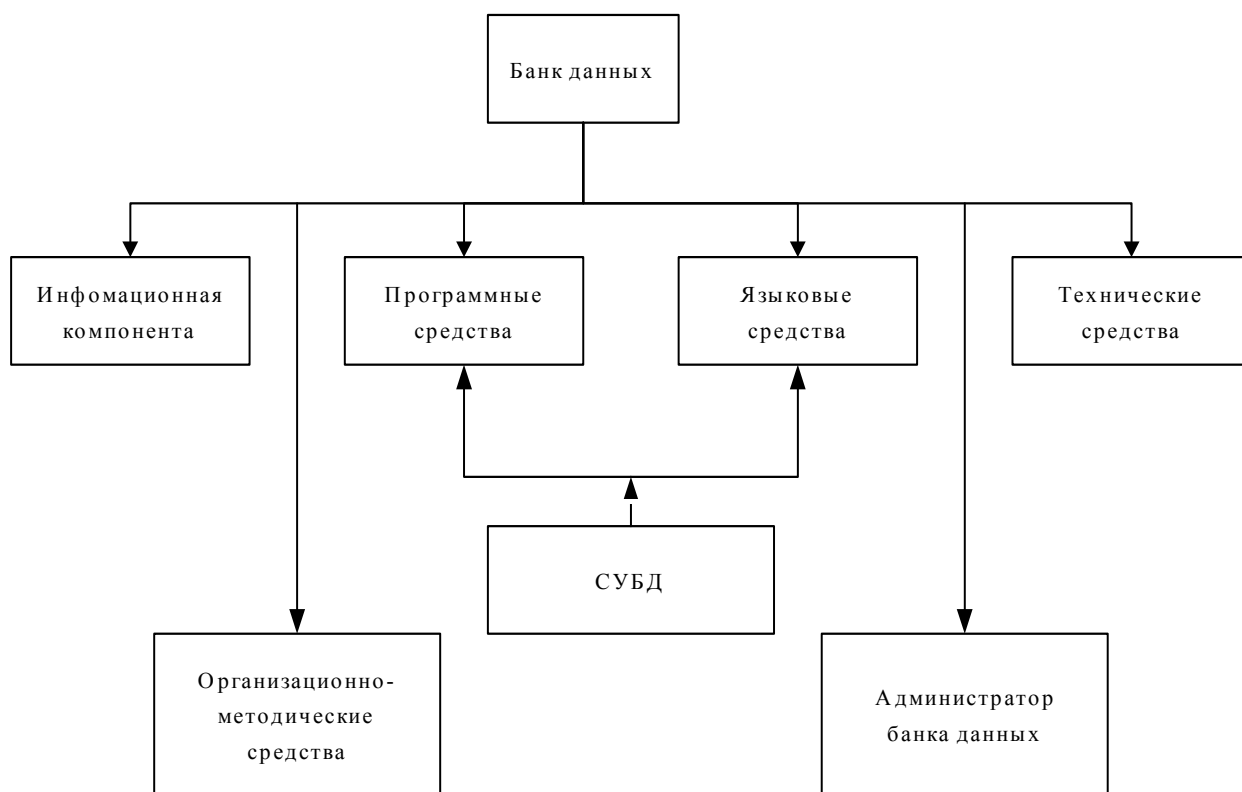 Банк данных
Инфомационная
компонента
Программные
средства
Языковые
средства
Технические
средства
СУБД
Организационно-
методические
средства
Администратор
банка данных